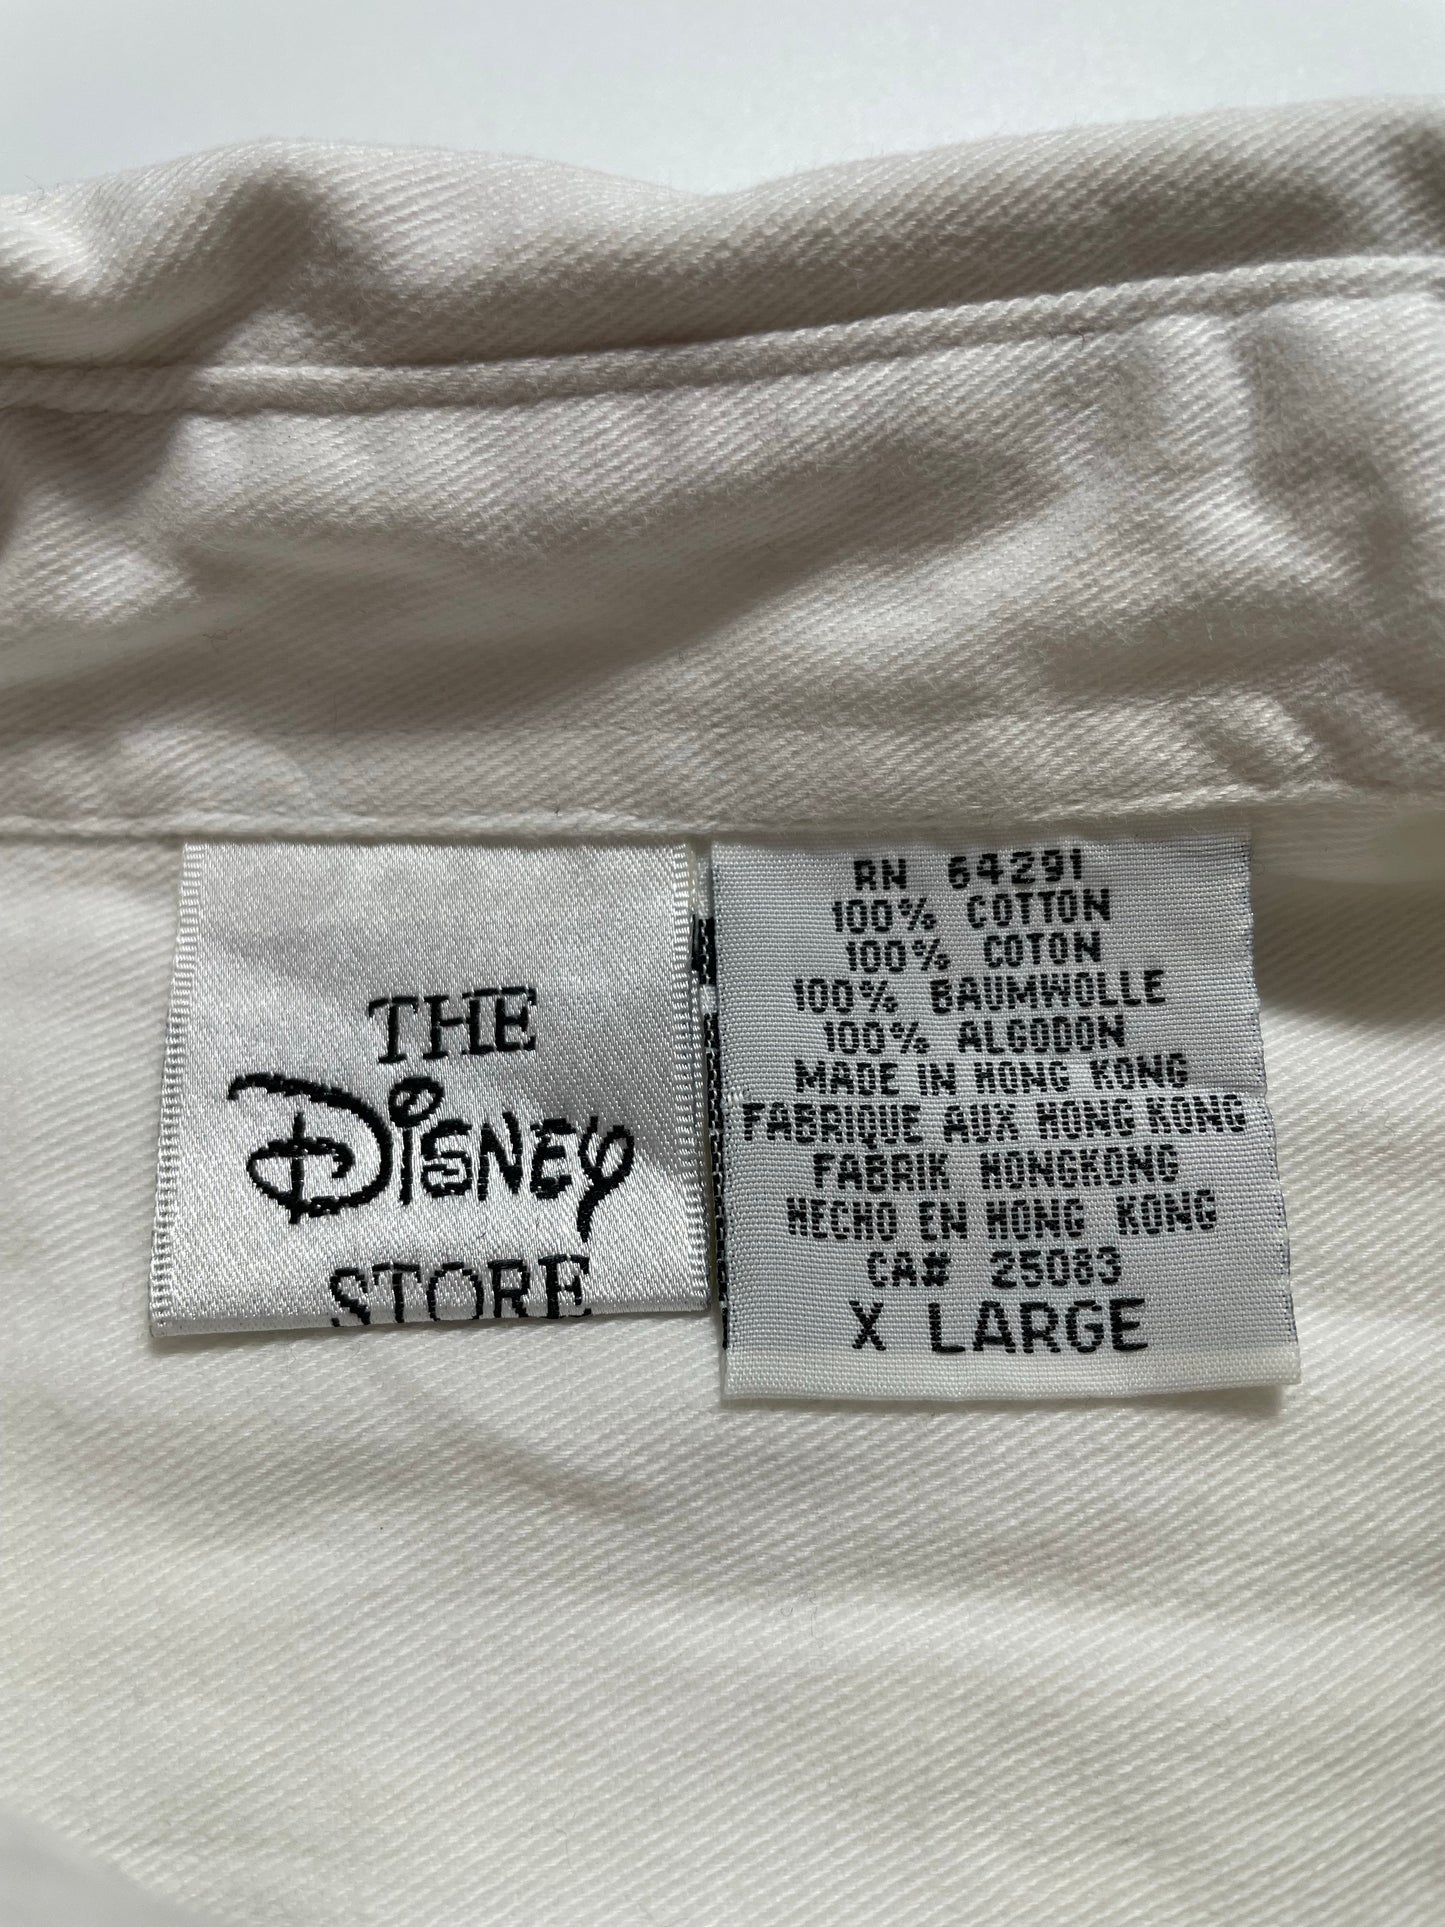 THE
Disney
STORE
RN 64291
100% COTTON
100% COTON
100% BAUMWOLLE
100% ALGODON
MADE IN HONG KONG
FABRIQUE AUX HONG KONG
FABRIK HONGKONG
HECHO EN HONG KONG
CA# 25083
X LARGE